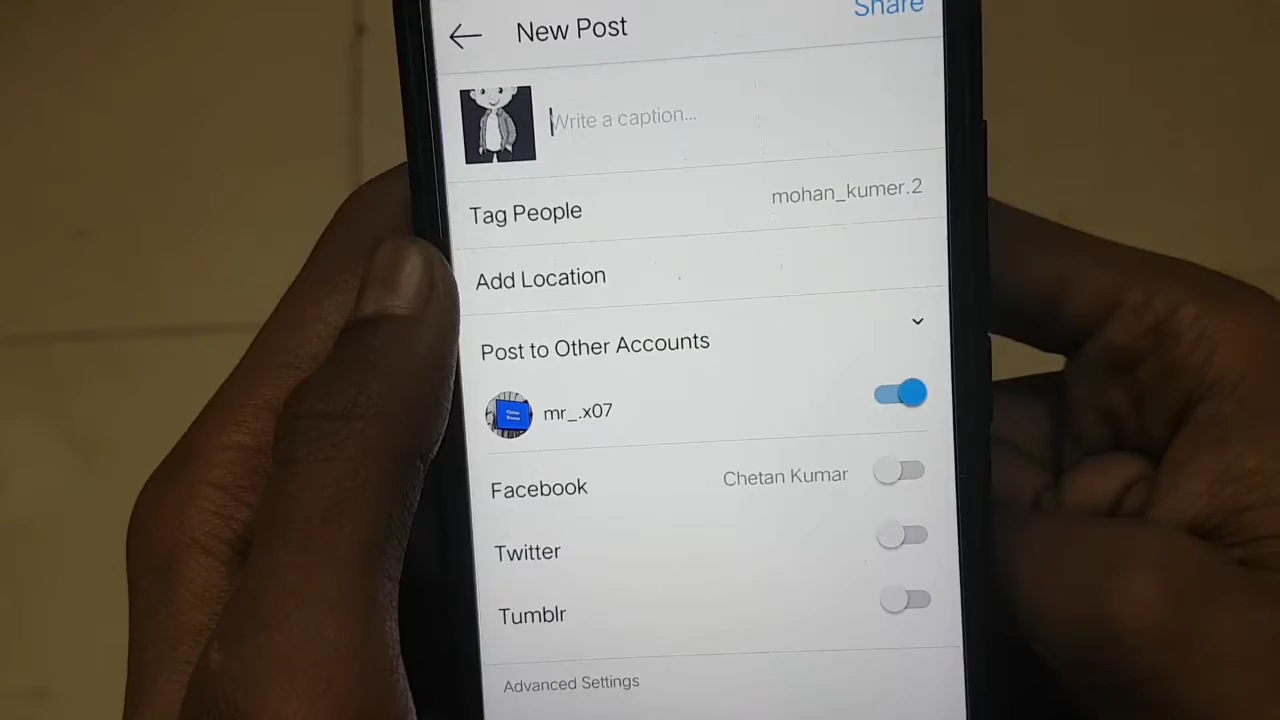 New Post
Share
Write a caption...
Tag People
mohan_kumer.2
Add Location
Post to Other Accounts
mr_.x07
Facebook
Chetan Kumar
Twitter
Tumblr
Advanced Settings